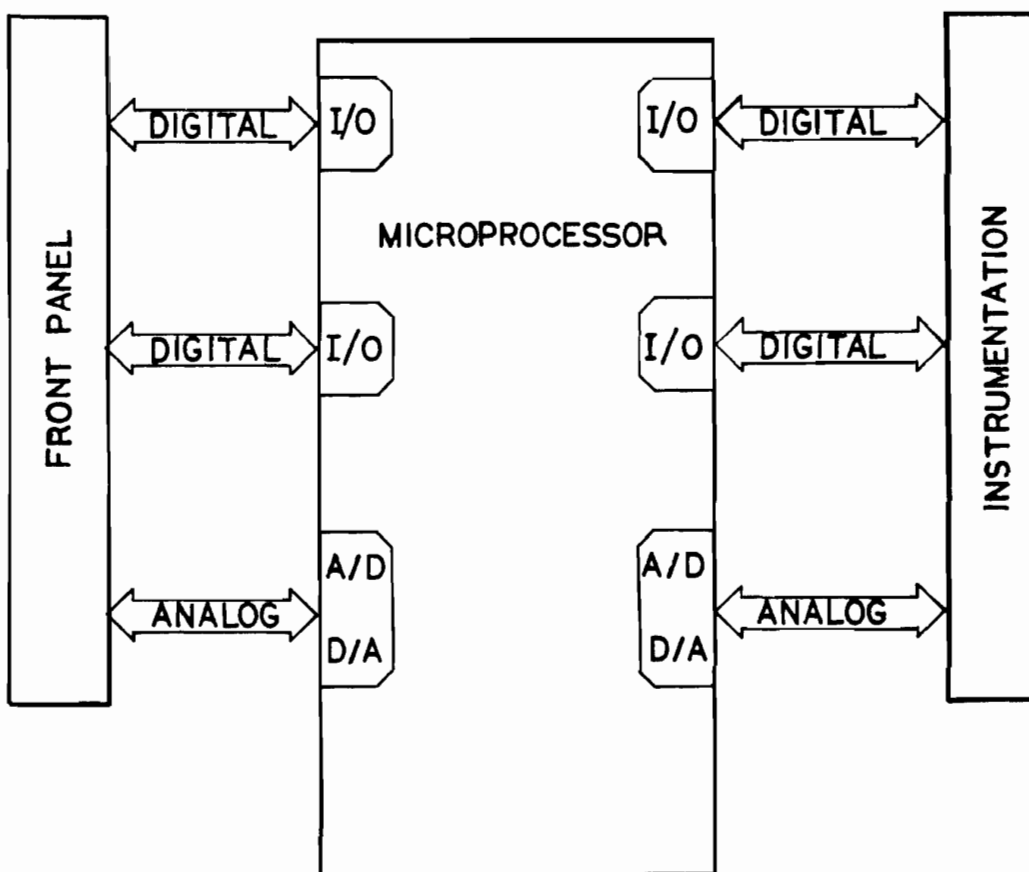 DIGITAL
I/O
I/O
DIGITAL
MICROPROCESSOR
FRONT PANEL
DIGITAL
I/O
I/O
DIGITAL
INSTRUMENTATION
ANALOG
A/D
D/A
A/D
D/A
ANALOG